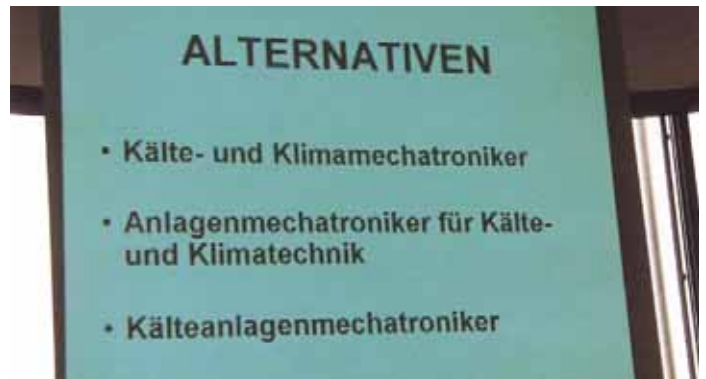 ALTERNATIVEN
• Kälte- und Klimamechatroniker
• Anlagenmechatroniker für Kälte-
und Klimatechnik
• Kälteanlagenmechatroniker